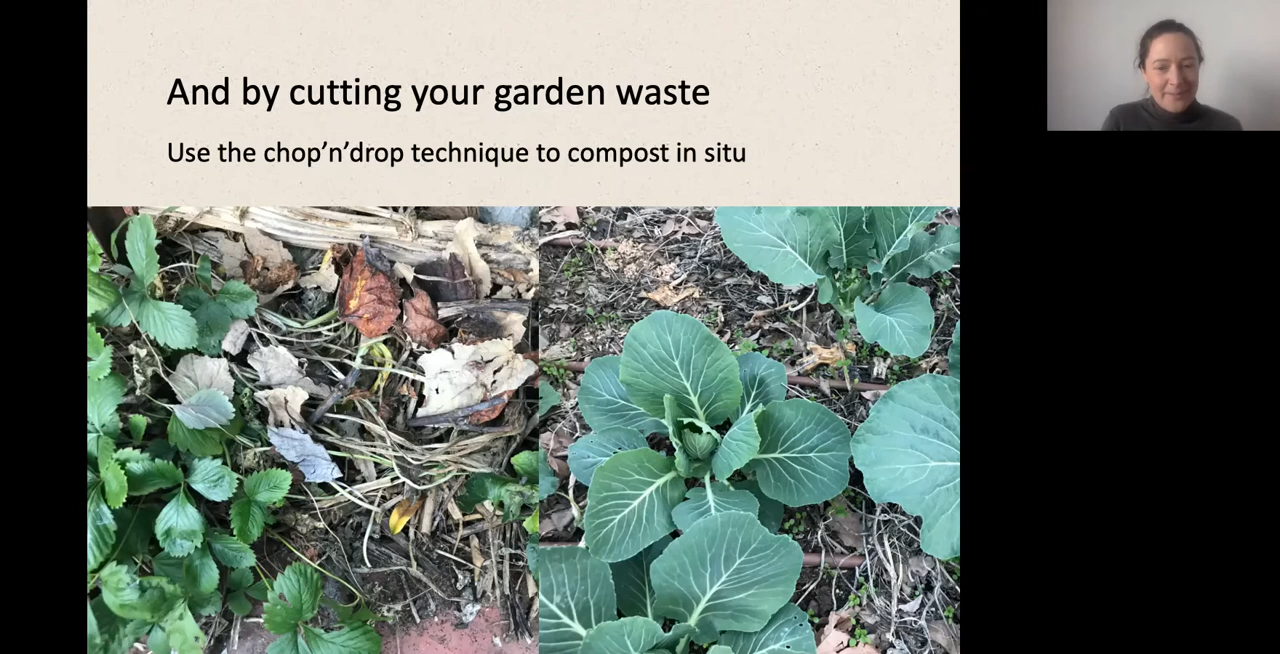 And by cutting your garden waste
Use the chop’n’drop technique to compost in situ